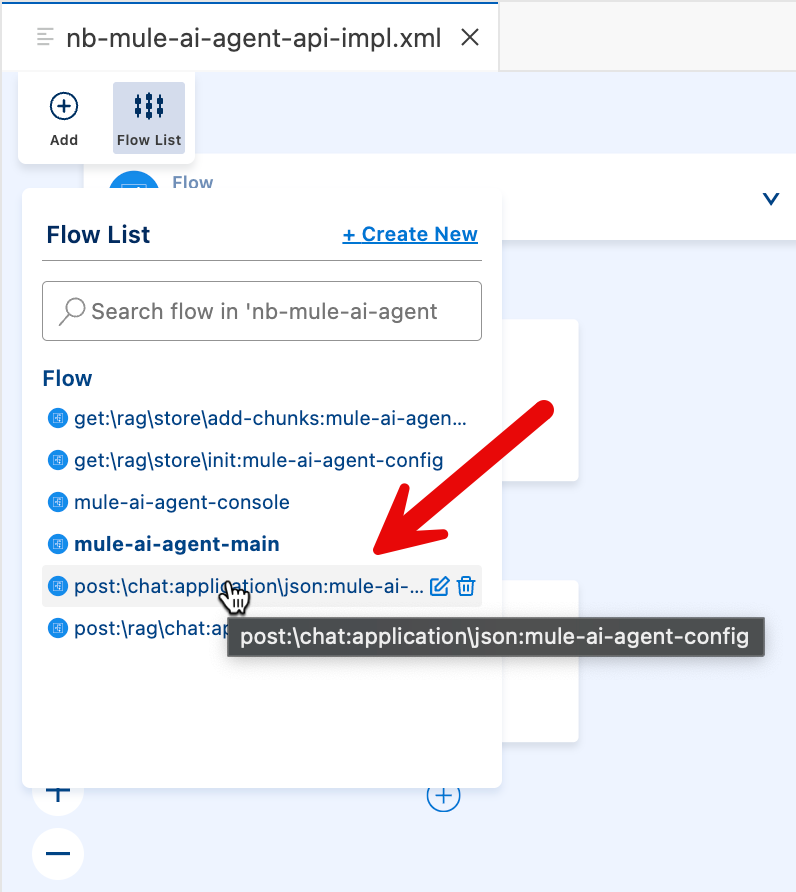 nb-mule-ai-agent-api-impl.xml
Add
Flow List
Flow
Flow List
+ Create New
Search flow in 'nb-mule-ai-agent
Flow
get:\rag\store\add-chunks:mule-ai-agen...
get:\rag\store\init:mule-ai-agent-config
mule-ai-agent-console
mule-ai-agent-main
post:\chat:application\json:mule-ai-...
post:\rag\chat:ap
post:\chat:application\json:mule-ai-agent-config